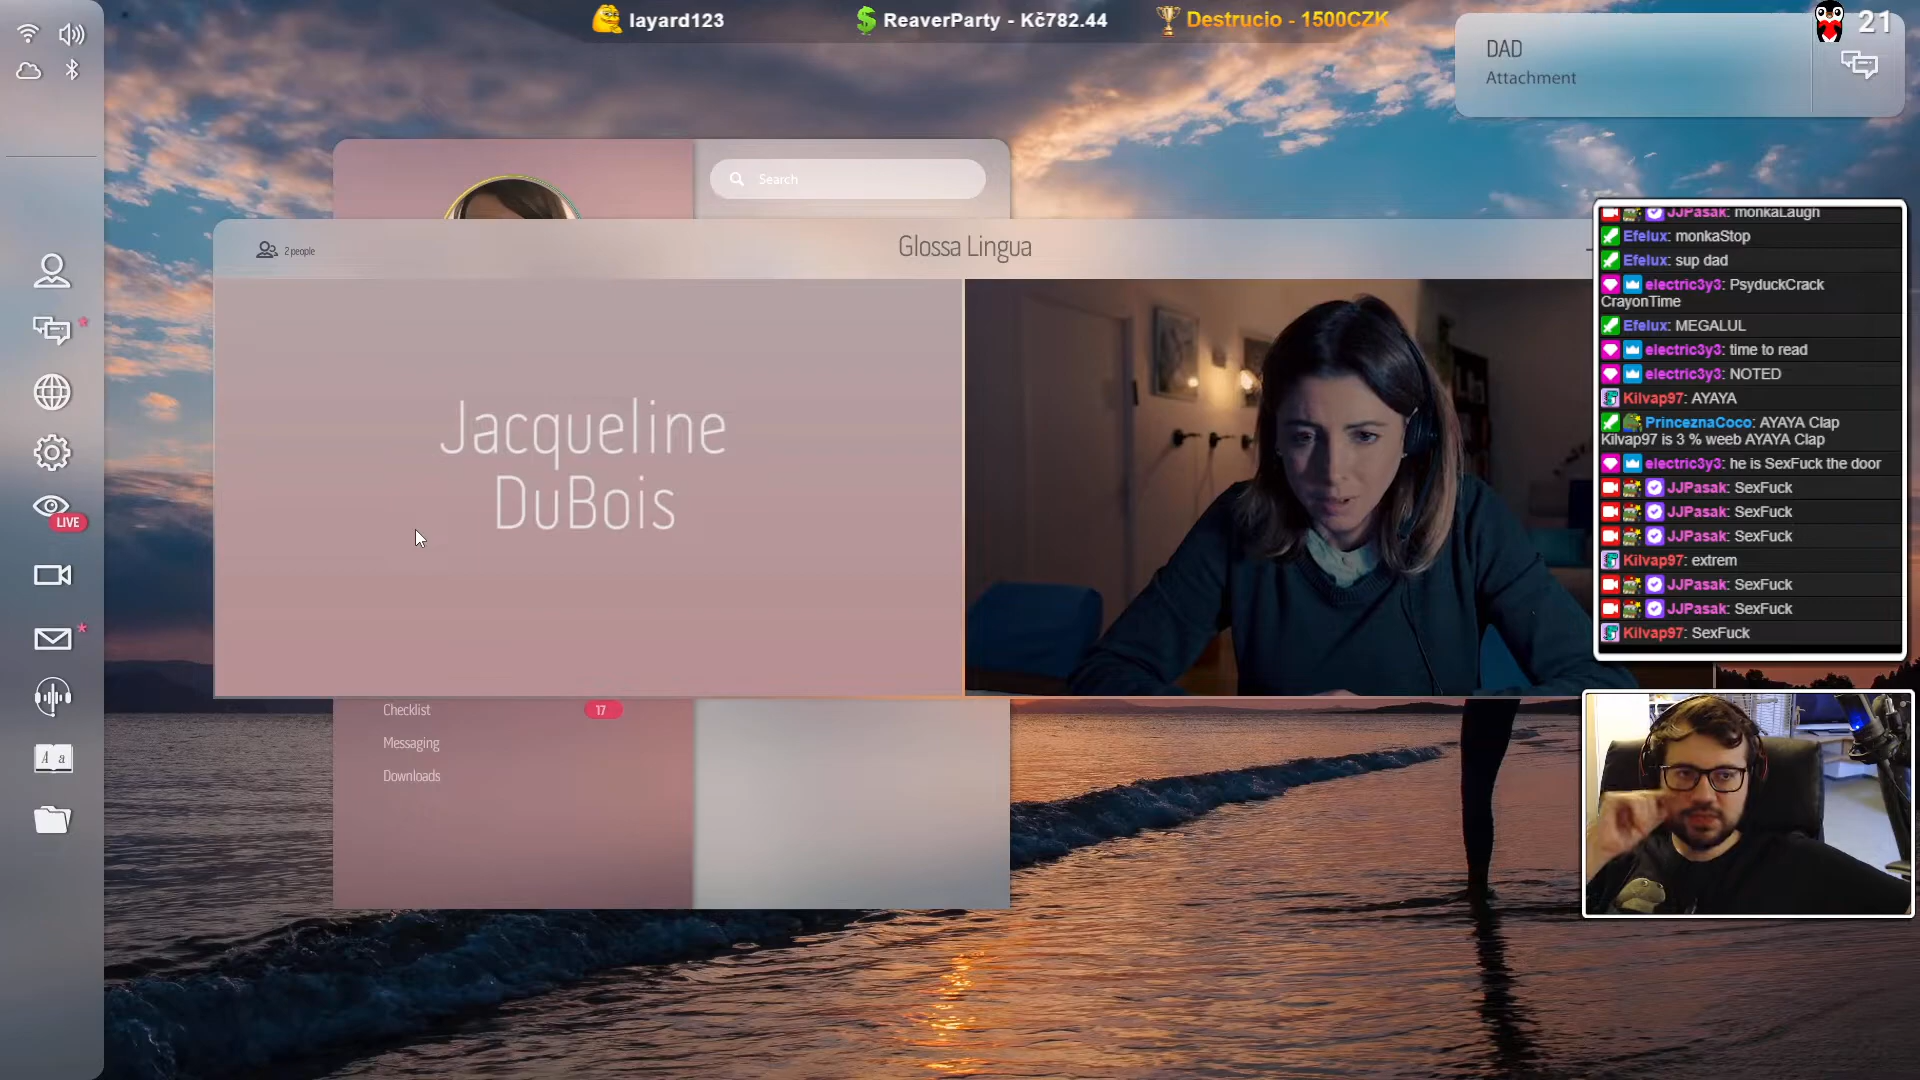 layard123
ReaverParty - Kč782.44
Destrucio - 1500CZK
21
DAD
Attachment
Search
2 people
Glossa Lingua
Jacqueline
DuBois
LIVE
A a
Checklist
17
Messaging
Downloads
JJPasak: monkaLaugh
Efelux: monkaStop
Efelux: sup dad
electric3y3: PsyduckCrack
CrayonTime
Efelux: MEGALUL
electric3y3: time to read
electric3y3: NOTED
Kilvap97: AYAYA
PrinceznaCoco: AYAYA Clap
Kilvap97 is 3 % weeb AYAYA Clap
electric3y3: he is SexFuck the door
JJPasak: SexFuck
JJPasak: SexFuck
JJPasak: SexFuck
Kilvap97: extrem
JJPasak: SexFuck
JJPasak: SexFuck
Kilvap97: SexFuck